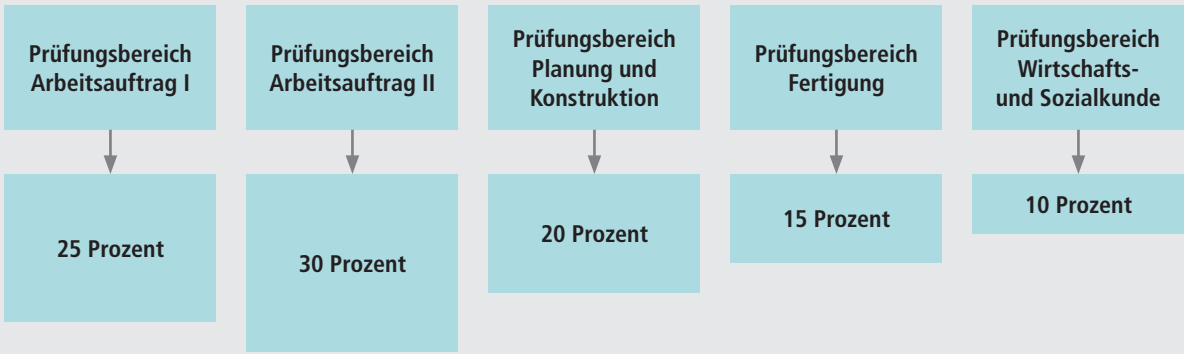 Prüfungsbereich
Arbeitsauftrag I
Prüfungsbereich
Arbeitsauftrag II
Prüfungsbereich
Planung und
Konstruktion
Prüfungsbereich
Fertigung
Prüfungsbereich
Wirtschafts-
und Sozialkunde
25 Prozent
30 Prozent
20 Prozent
15 Prozent
10 Prozent